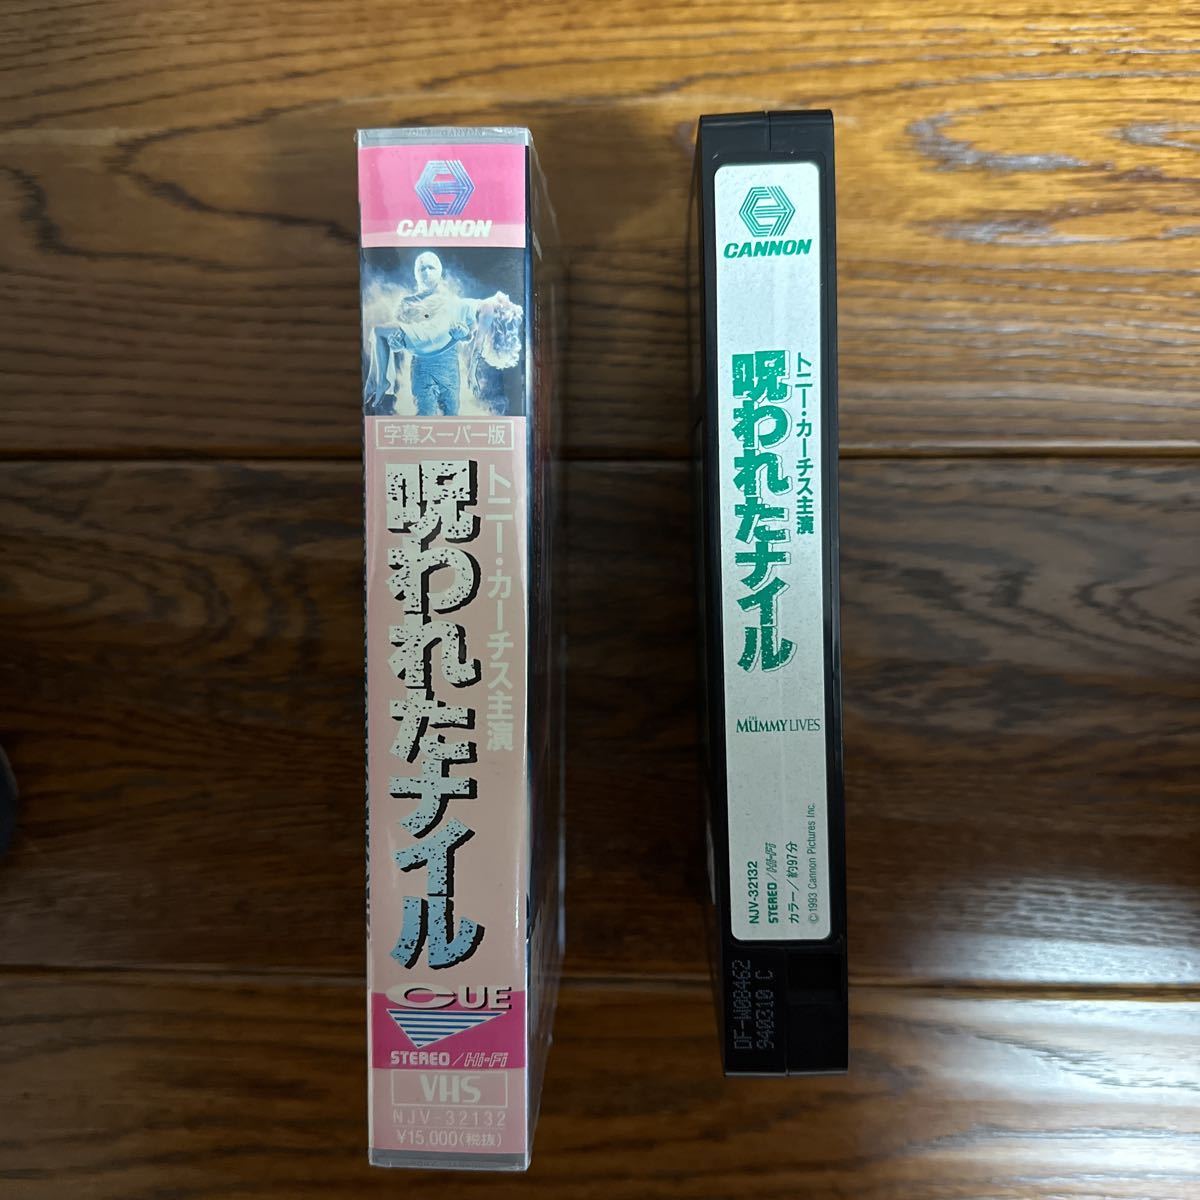 CANNON
字幕スーパー版
トニー・カーチス主演
呪われたナイル
CUE
STEREO/Hi-Fi
VHS
NJV-32132
¥15,000(税抜)
CANNON
トニー・カーチス主演
呪われたナイル
THE
MUMMY LIVES
NJV-32132
STEREO/Hi-Fi
カラー/約97分
©1993 Cannon Pictures Inc.
DF-W08462
940310 C